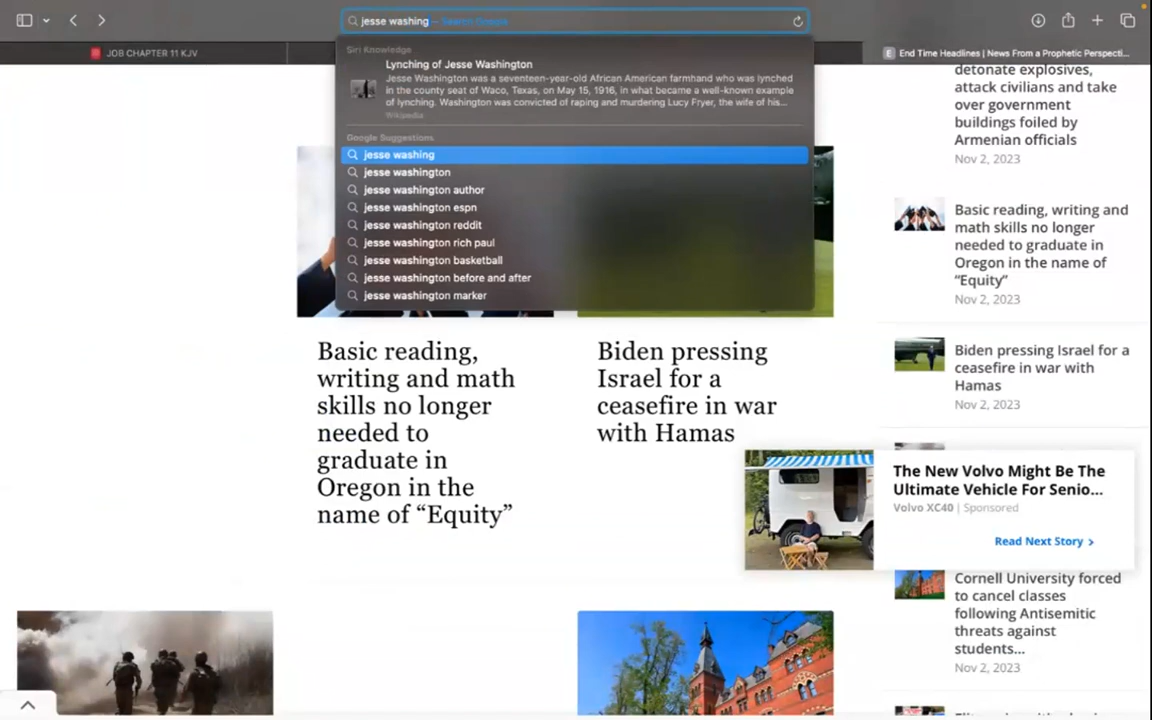 jesse washing — Search Google
JOB CHAPTER 11 KJV
End Time Headlines | News From a Prophetic Perspecti...
Siri Knowledge
Lynching of Jesse Washington
Jesse Washington was a seventeen-year-old African American farmhand who was lynched
in the county seat of Waco, Texas, on May 15, 1916, in what became a well-known example
of lynching. Washington was convicted of raping and murdering Lucy Fryer, the wife of his...
Wikipedia
Google Suggestions
jesse washing
jesse washington
jesse washington author
jesse washington espn
jesse washington reddit
jesse washington rich paul
jesse washington basketball
jesse washington before and after
jesse washington marker
Basic reading,
writing and math
skills no longer
needed to
graduate in
Oregon in the
name of “Equity”
Biden pressing
Israel for a
ceasefire in war
with Hamas
detonate explosives,
attack civilians and take
over government
buildings foiled by
Armenian officials
Nov 2, 2023
Basic reading, writing and
math skills no longer
needed to graduate in
Oregon in the name of
“Equity”
Nov 2, 2023
Biden pressing Israel for a
ceasefire in war with
Hamas
Nov 2, 2023
The New Volvo Might Be The
Ultimate Vehicle For Senio...
Volvo XC40 | Sponsored
Read Next Story >
Cornell University forced
to cancel classes
following Antisemitic
threats against
students...
Nov 2, 2023